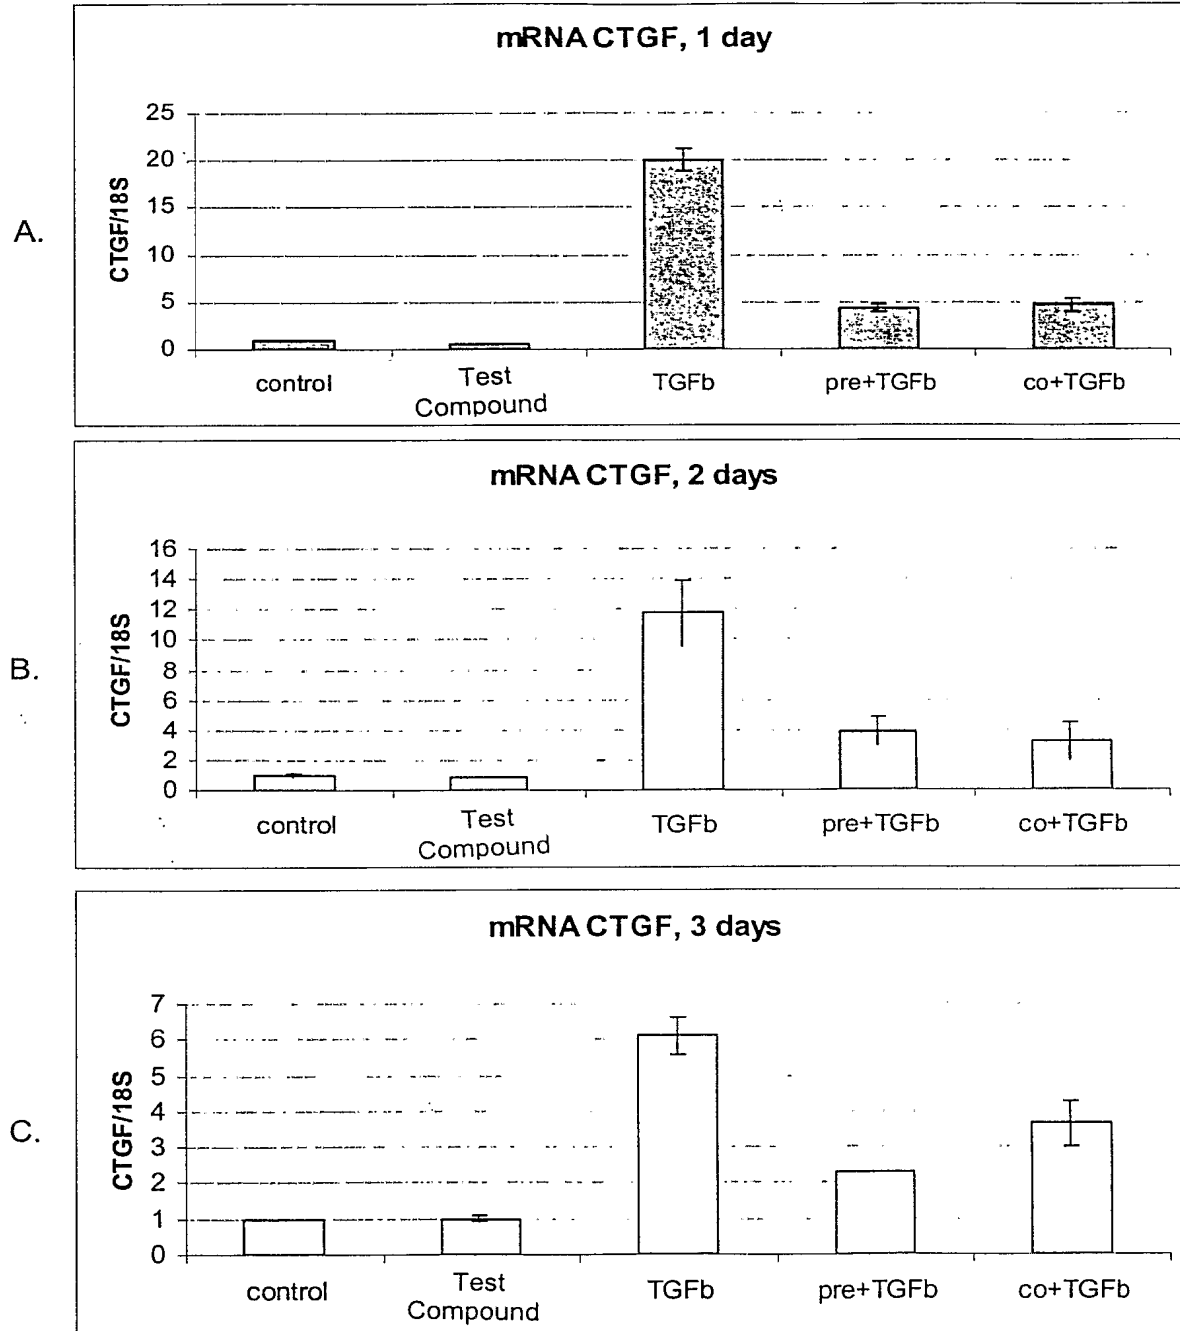 A.
mRNA CTGF, 1 day
CTGF/18S
25
20
15
10
5
0
control
Test
Compound
TGFb
pre+TGFb
co+TGFb
B.
mRNA CTGF, 2 days
CTGF/18S
16
14
12
10
8
6
4
2
0
control
Test
Compound
TGFb
pre+TGFb
co+TGFb
C.
mRNA CTGF, 3 days
CTGF/18S
7
6
5
4
3
2
1
0
control
Test
Compound
TGFb
pre+TGFb
co+TGFb